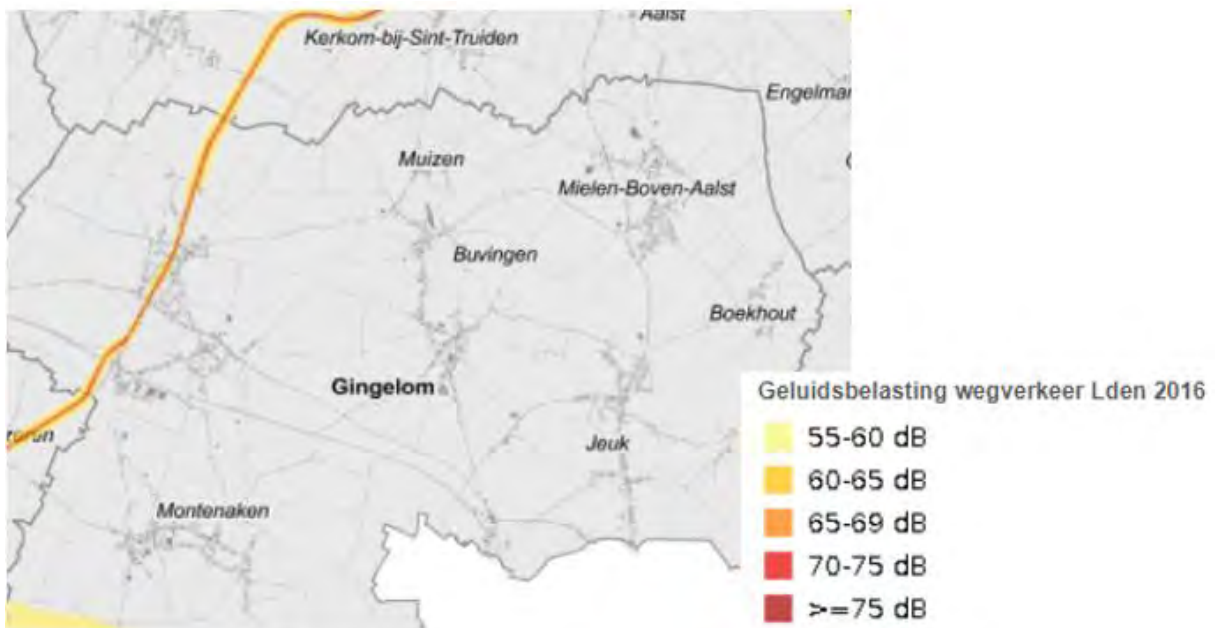 Aalst
Kerkom-bij-Sint-Truiden
Muizen
Mielen-Boven-Aalst
Buvingen
Boekhout
Gingelom
Jeuk
Montenaken
Geluidsbelasting wegverkeer Lden 2016
55-60 dB
60-65 dB
65-69 dB
70-75 dB
>=75 dB